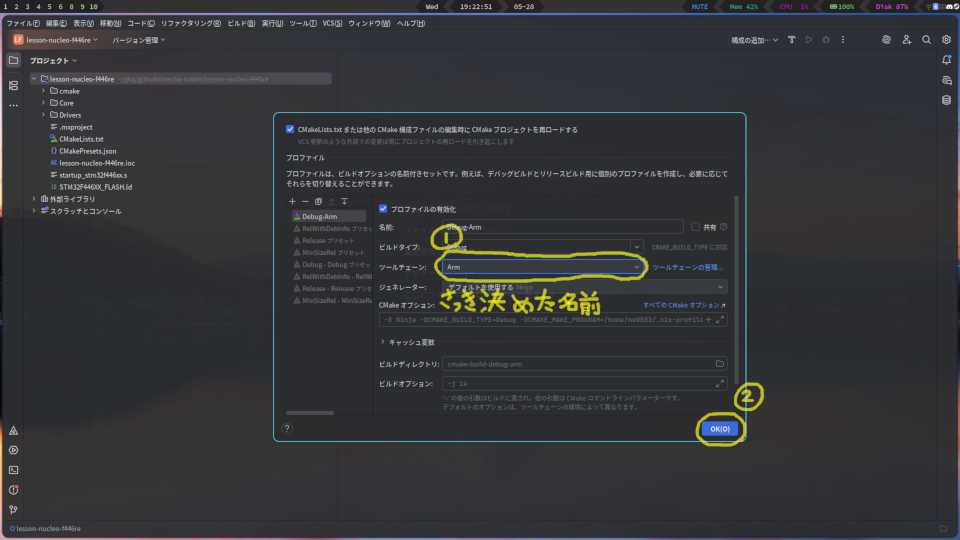 1 2 3 4 5 6 7 8 9 10
Wed
19:22:51
05-28
MUTE
Mem 42%
CPU 1%
100%
Disk 87%
ファイル(F) 編集(E) 表示(V) 移動(N) コード(C) リファクタリング(R) ビルド(B) 実行(U) ツール(T) VCS(S) ウィンドウ(W) ヘルプ(H)
LF lesson-nucleo-f446re
バージョン管理
構成の追加…
プロジェクト
lesson-nucleo-f446re
cmake
Core
Drivers
.mxproject
CMakeLists.txt
CMakePresets.json
lesson-nucleo-f446re.ioc
startup_stm32f446xx.s
STM32F446XX_FLASH.ld
外部ライブラリ
スクラッチとコンソール
CMakeLists.txt または他の CMake 構成ファイルの編集時に CMake プロジェクトを再ロードする
VCS 更新のような外部での変更は常にプロジェクトの再ロードを引き起こします
プロファイル
プロファイルは、ビルドオプションの名前付きセットです。例えば、デバッグビルドとリリースビルド用に個別のプロファイルを作成し、必要に応じて
それらを切り替えることができます。
Debug-Arm
RelWithDebInfo プリセ
Release プリセット
MinSizeRel プリセット
Debug - Debug プリセ
RelWithDebInfo - RelW
Release - Release プリ
MinSizeRel - MinSizeR
プロファイルの有効化
名前: Debug-Arm
共有
①
ビルドタイプ: Debug
CMAKE_BUILD_TYPE に対応
ツールチェーン: Arm
ツールチェーンの管理...
ジェネレーター: デフォルトを使用する Ninja
さっき決めた名前
CMake オプション:
すべての CMake オプション
-G Ninja -DCMAKE_BUILD_TYPE=Debug -DCMAKE_MAKE_PROGRAM=/home/ms0503/.nix-profile
キャッシュ変数
ビルドディレクトリ: cmake-build-debug-arm
ビルドオプション: -j 14
'--' の後の引数はビルドに渡され、他の引数は CMake コマンドラインパラメーターです。
デフォルトのオプションは、ツールチェーンの環境によって異なります。
②
?
OK(O)
lesson-nucleo-f446re